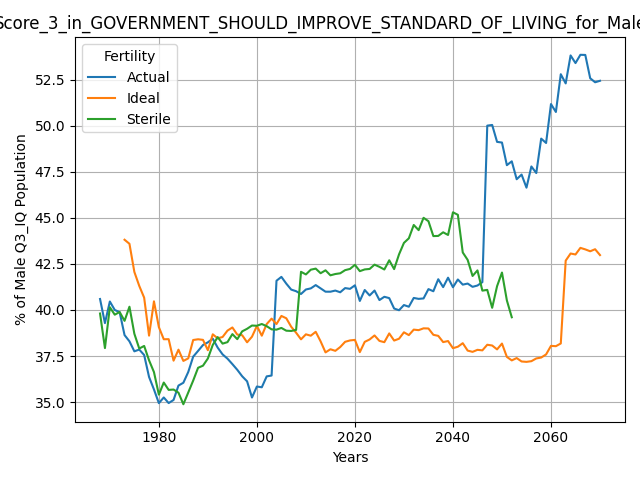 Score_3_in_GOVERNMENT_SHOULD_IMPROVE_STANDARD_OF_LIVING_for_Male
Fertility
Actual
Ideal
Sterile
52.5
50.0
47.5
45.0
42.5
40.0
37.5
35.0
% of Male Q3_IQ Population
1980
2000
2020
2040
2060
Years